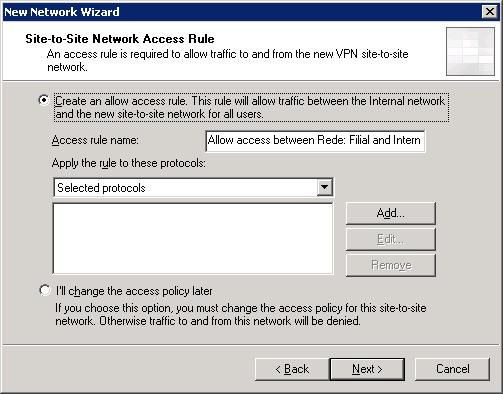 New Network Wizard
Site-to-Site Network Access Rule
An access rule is required to allow traffic to and from the new VPN site-to-site
network.
Create an allow access rule. This rule will allow traffic between the Internal network
and the new site-to-site network for all users.
Access rule name: Allow access between Rede: Filial and Intern
Apply the rule to these protocols:
Selected protocols
Add...
Edit...
Remove
I'll change the access policy later
If you choose this option, you must change the access policy for this site-to-site
network. Otherwise traffic to and from this network will be denied.
< Back Next > Cancel